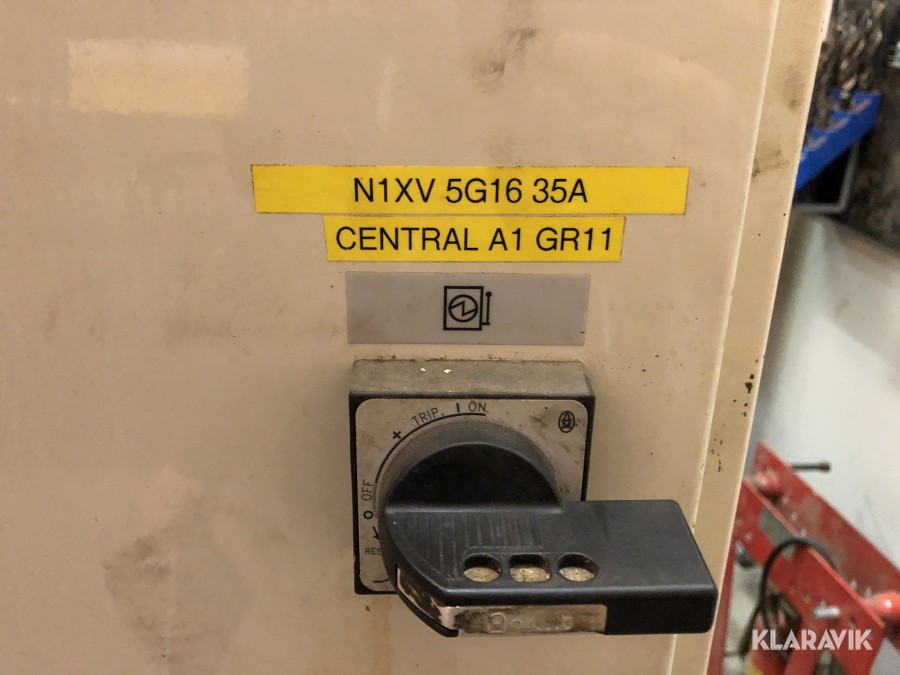 N1XV 5G16 35A
CENTRAL A1 GR11
TRIP. I ON
+
OFF
O
KLARAVIK